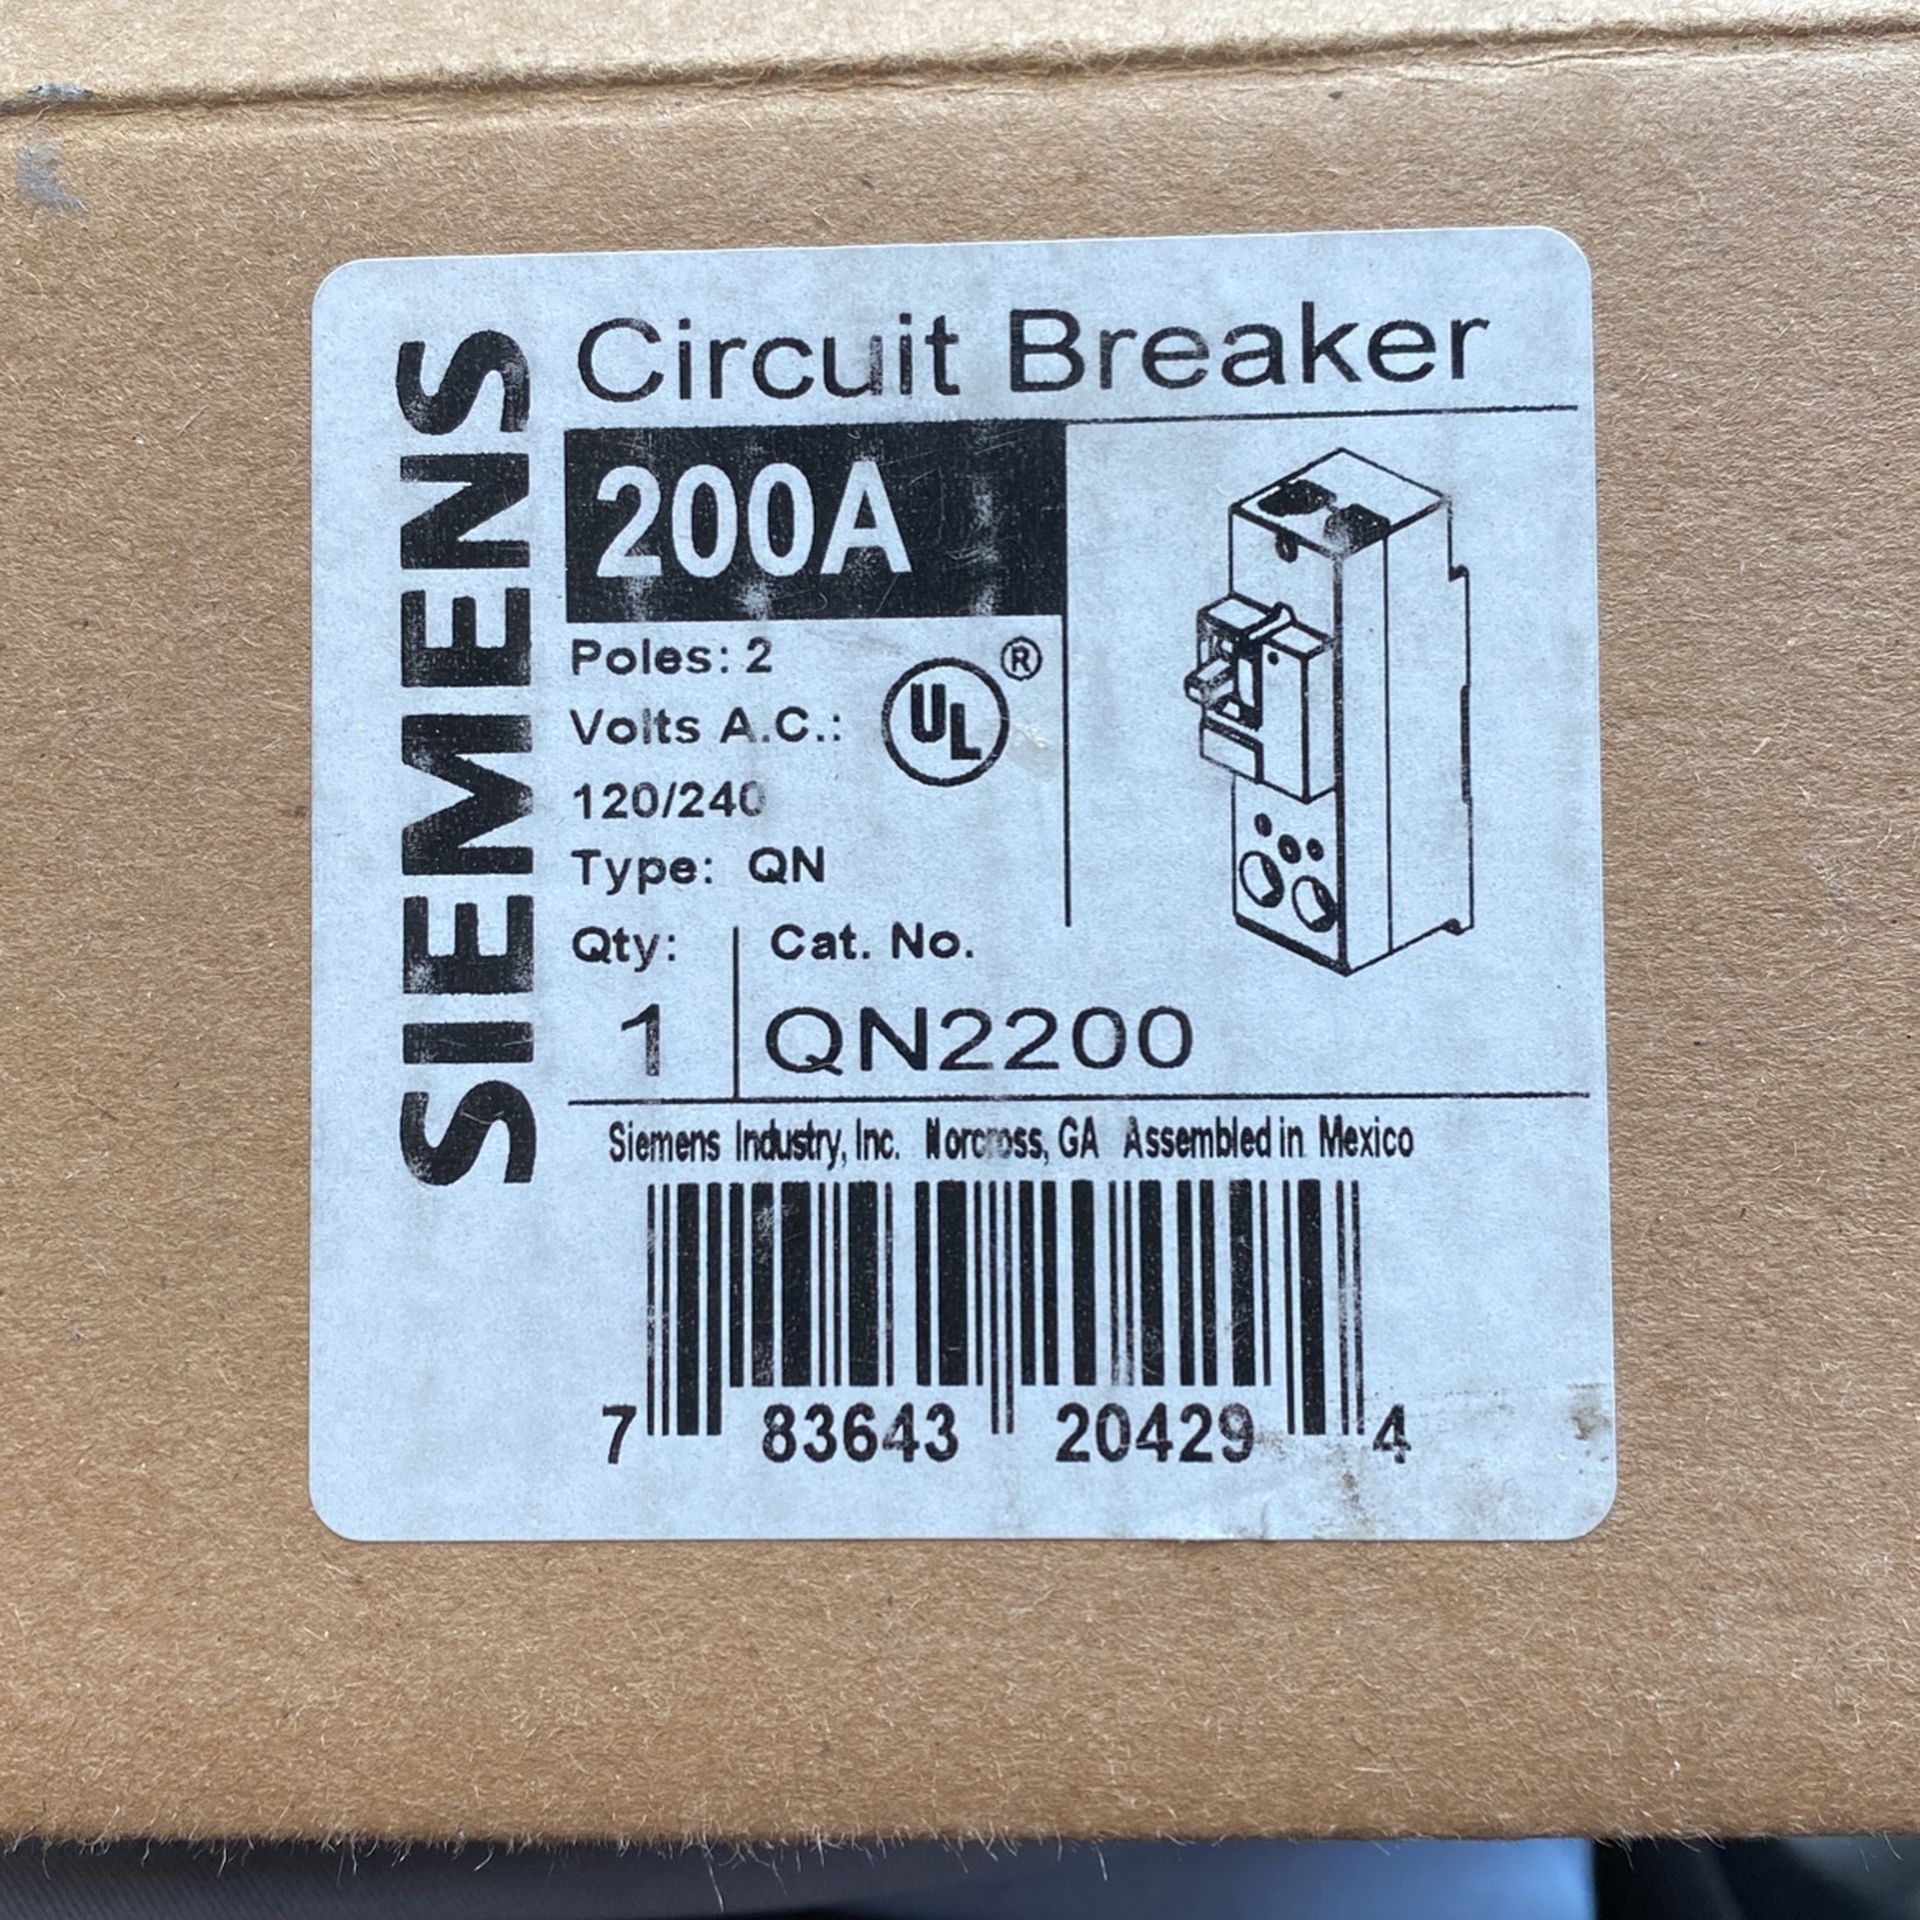 SIEMENS
Circuit Breaker
200A
Poles: 2
Volts A.C.:
120/240
UL ®
Type: QN
Qty: Cat. No.
1 QN2200
Siemens Industry, Inc. Norcross, GA Assembled in Mexico
7 83643 20429 4